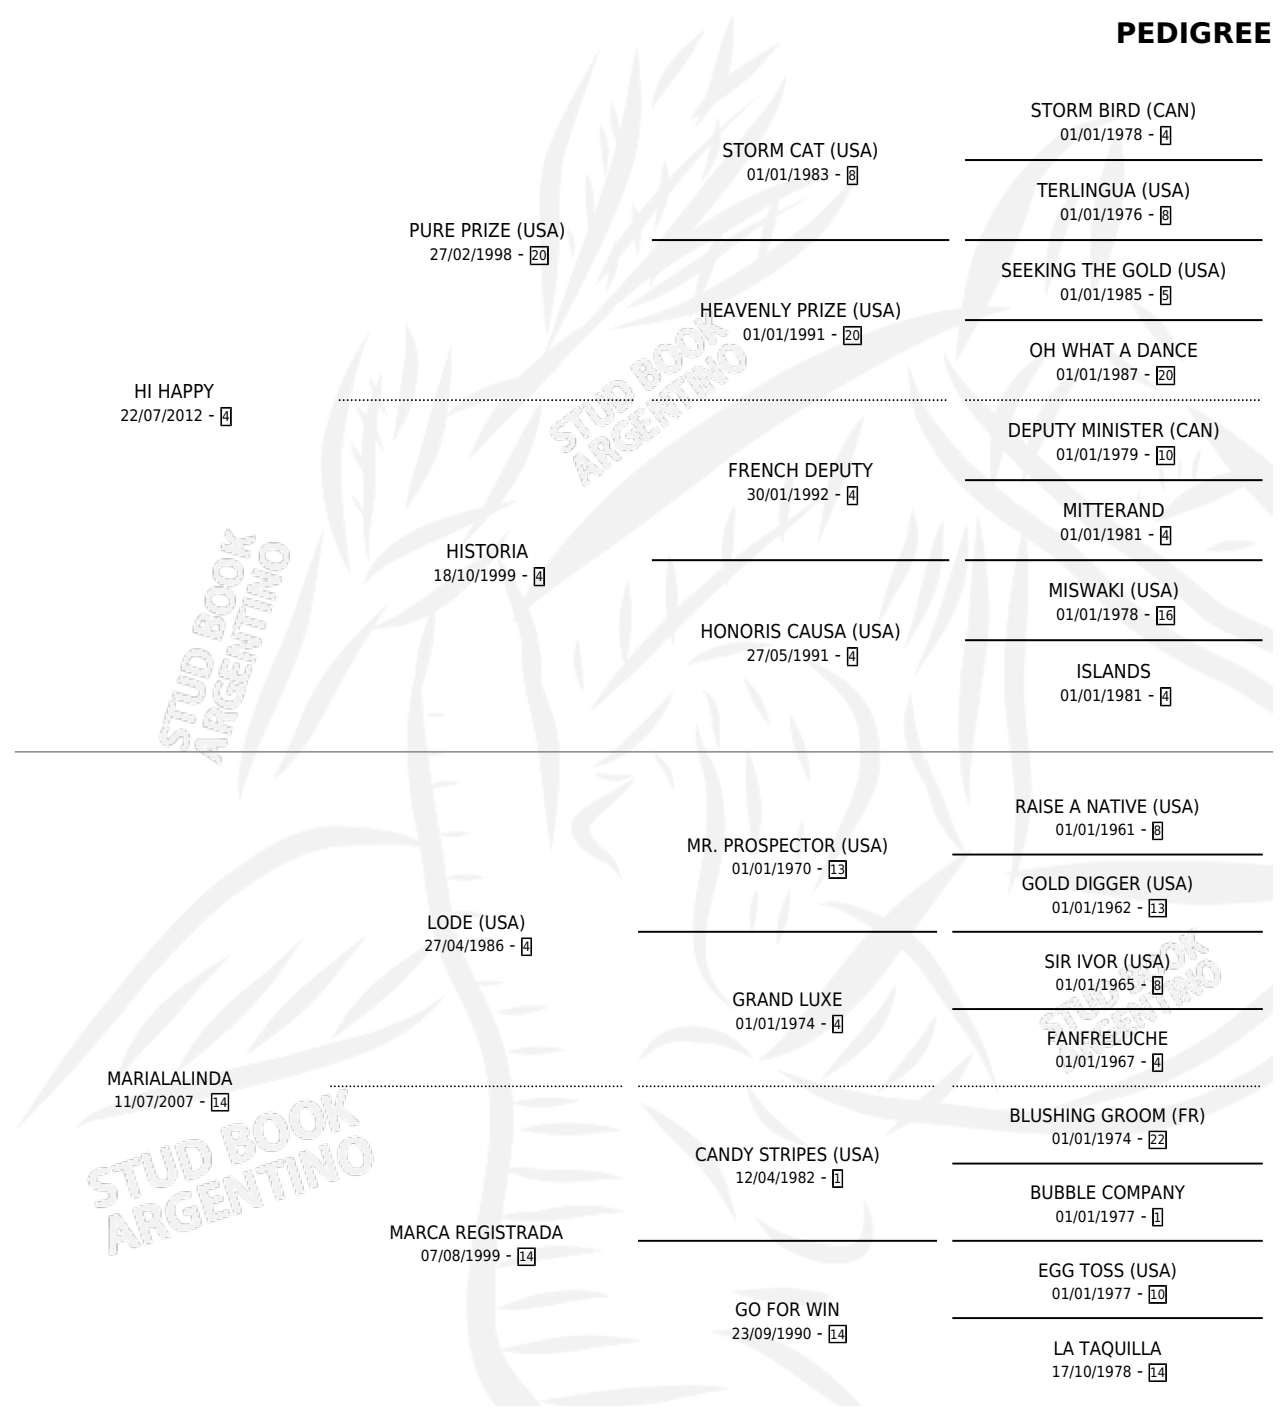 PEDIGREE
STORM BIRD (CAN)
01/01/1978 - 4
STORM CAT (USA)
01/01/1983 - 8
TERLINGUA (USA)
01/01/1976 - 8
PURE PRIZE (USA)
27/02/1998 - 20
SEEKING THE GOLD (USA)
01/01/1985 - 5
HEAVENLY PRIZE (USA)
01/01/1991 - 20
OH WHAT A DANCE
01/01/1987 - 20
HI HAPPY
22/07/2012 - 4
STUD BOOK
ARGENTINO
DEPUTY MINISTER (CAN)
01/01/1979 - 10
FRENCH DEPUTY
30/01/1992 - 4
MITTERAND
01/01/1981 - 4
HISTORIA
18/10/1999 - 4
MISWAKI (USA)
01/01/1978 - 16
HONORIS CAUSA (USA)
27/05/1991 - 4
ISLANDS
01/01/1981 - 4
STUD BOOK
ARGENTINO
RAISE A NATIVE (USA)
01/01/1961 - 8
MR. PROSPECTOR (USA)
01/01/1970 - 13
GOLD DIGGER (USA)
01/01/1962 - 13
LODE (USA)
27/04/1986 - 4
SIR IVOR (USA)
01/01/1965 - 8
GRAND LUXE
01/01/1974 - 4
STUD BOOK
ARGENTINO
FANFRELUCHE
01/01/1967 - 4
MARIALALINDA
11/07/2007 - 14
STUD BOOK
ARGENTINO
BLUSHING GROOM (FR)
01/01/1974 - 22
CANDY STRIPES (USA)
12/04/1982 - 1
BUBBLE COMPANY
01/01/1977 - 1
MARCA REGISTRADA
07/08/1999 - 14
EGG TOSS (USA)
01/01/1977 - 10
GO FOR WIN
23/09/1990 - 14
LA TAQUILLA
17/10/1978 - 14